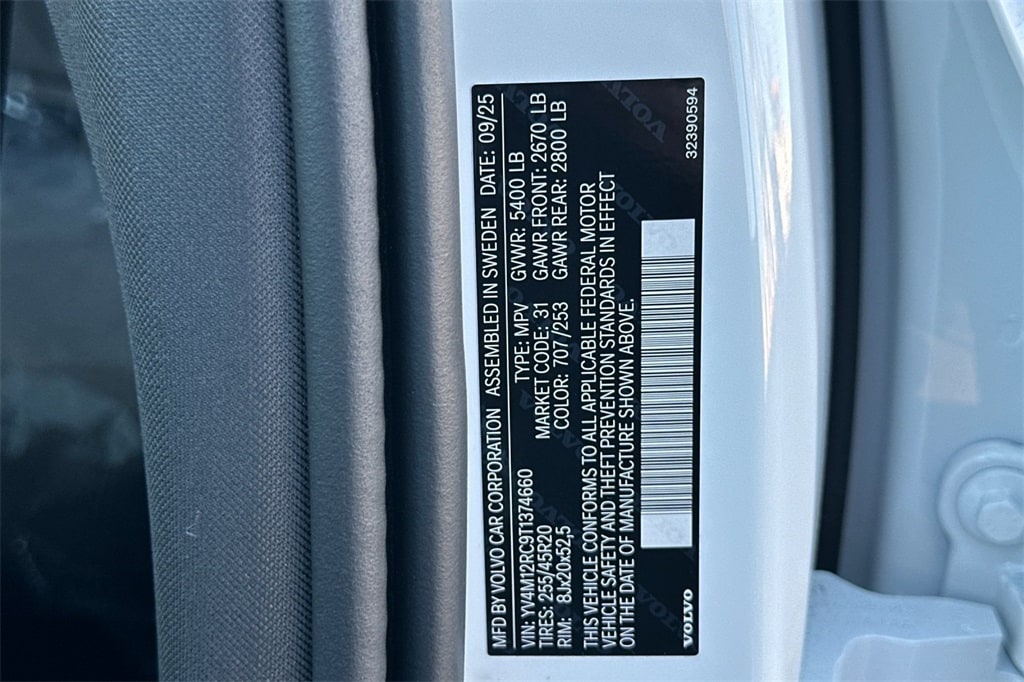 MFD BY VOLVO CAR CORPORATION ASSEMBLED IN SWEDEN DATE: 09/25
VIN: YV4M12RC9T1374660 TYPE: MPV GVWR: 5400 LB
TIRES: 255/45R20 MARKET CODE: 31 GAWR FRONT: 2670 LB
RIM: 8Jx20x52,5 COLOR: 707/253 GAWR REAR: 2800 LB
THIS VEHICLE CONFORMS TO ALL APPLICABLE FEDERAL MOTOR
VEHICLE SAFETY AND THEFT PREVENTION STANDARDS IN EFFECT
ON THE DATE OF MANUFACTURE SHOWN ABOVE.
VOLVO
32390594